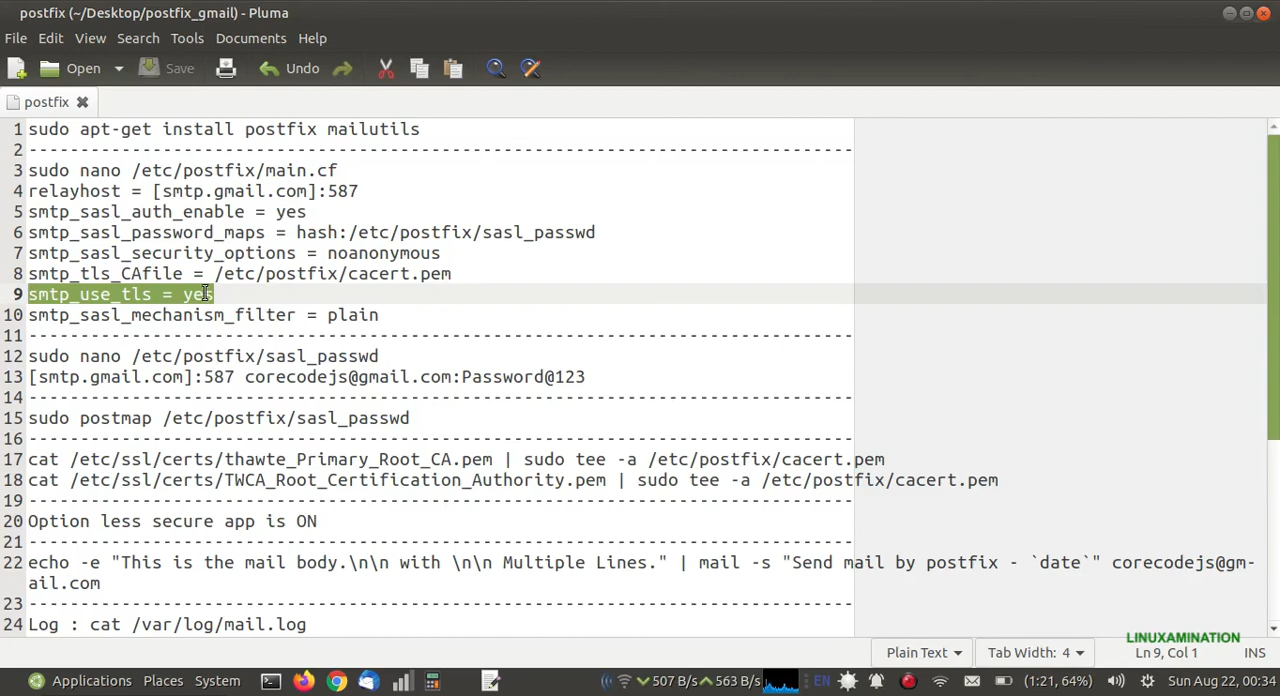 postfix (~/Desktop/postfix_gmail) - Pluma
File Edit View Search Tools Documents Help
Open Save Undo
postfix
1 sudo apt-get install postfix mailutils
2 --------------------------------------------------------------------------------
3 sudo nano /etc/postfix/main.cf
4 relayhost = [smtp.gmail.com]:587
5 smtp_sasl_auth_enable = yes
6 smtp_sasl_password_maps = hash:/etc/postfix/sasl_passwd
7 smtp_sasl_security_options = noanonymous
8 smtp_tls_CAfile = /etc/postfix/cacert.pem
9 smtp_use_tls = yes
10 smtp_sasl_mechanism_filter = plain
11 --------------------------------------------------------------------------------
12 sudo nano /etc/postfix/sasl_passwd
13 [smtp.gmail.com]:587 corecodejs@gmail.com:Password@123
14 --------------------------------------------------------------------------------
15 sudo postmap /etc/postfix/sasl_passwd
16 --------------------------------------------------------------------------------
17 cat /etc/ssl/certs/thawte_Primary_Root_CA.pem | sudo tee -a /etc/postfix/cacert.pem
18 cat /etc/ssl/certs/TWCA_Root_Certification_Authority.pem | sudo tee -a /etc/postfix/cacert.pem
19 --------------------------------------------------------------------------------
20 Option less secure app is ON
21 --------------------------------------------------------------------------------
22 echo -e "This is the mail body.\n\n with \n\n Multiple Lines." | mail -s "Send mail by postfix - `date`" corecodejs@gm-
ail.com
23 --------------------------------------------------------------------------------
24 Log : cat /var/log/mail.log
LINUXAMINATION
Plain Text Tab Width: 4 Ln 9, Col 1 INS
Applications Places System 507 B/s 563 B/s EN (1:21, 64%) Sun Aug 22, 00:34